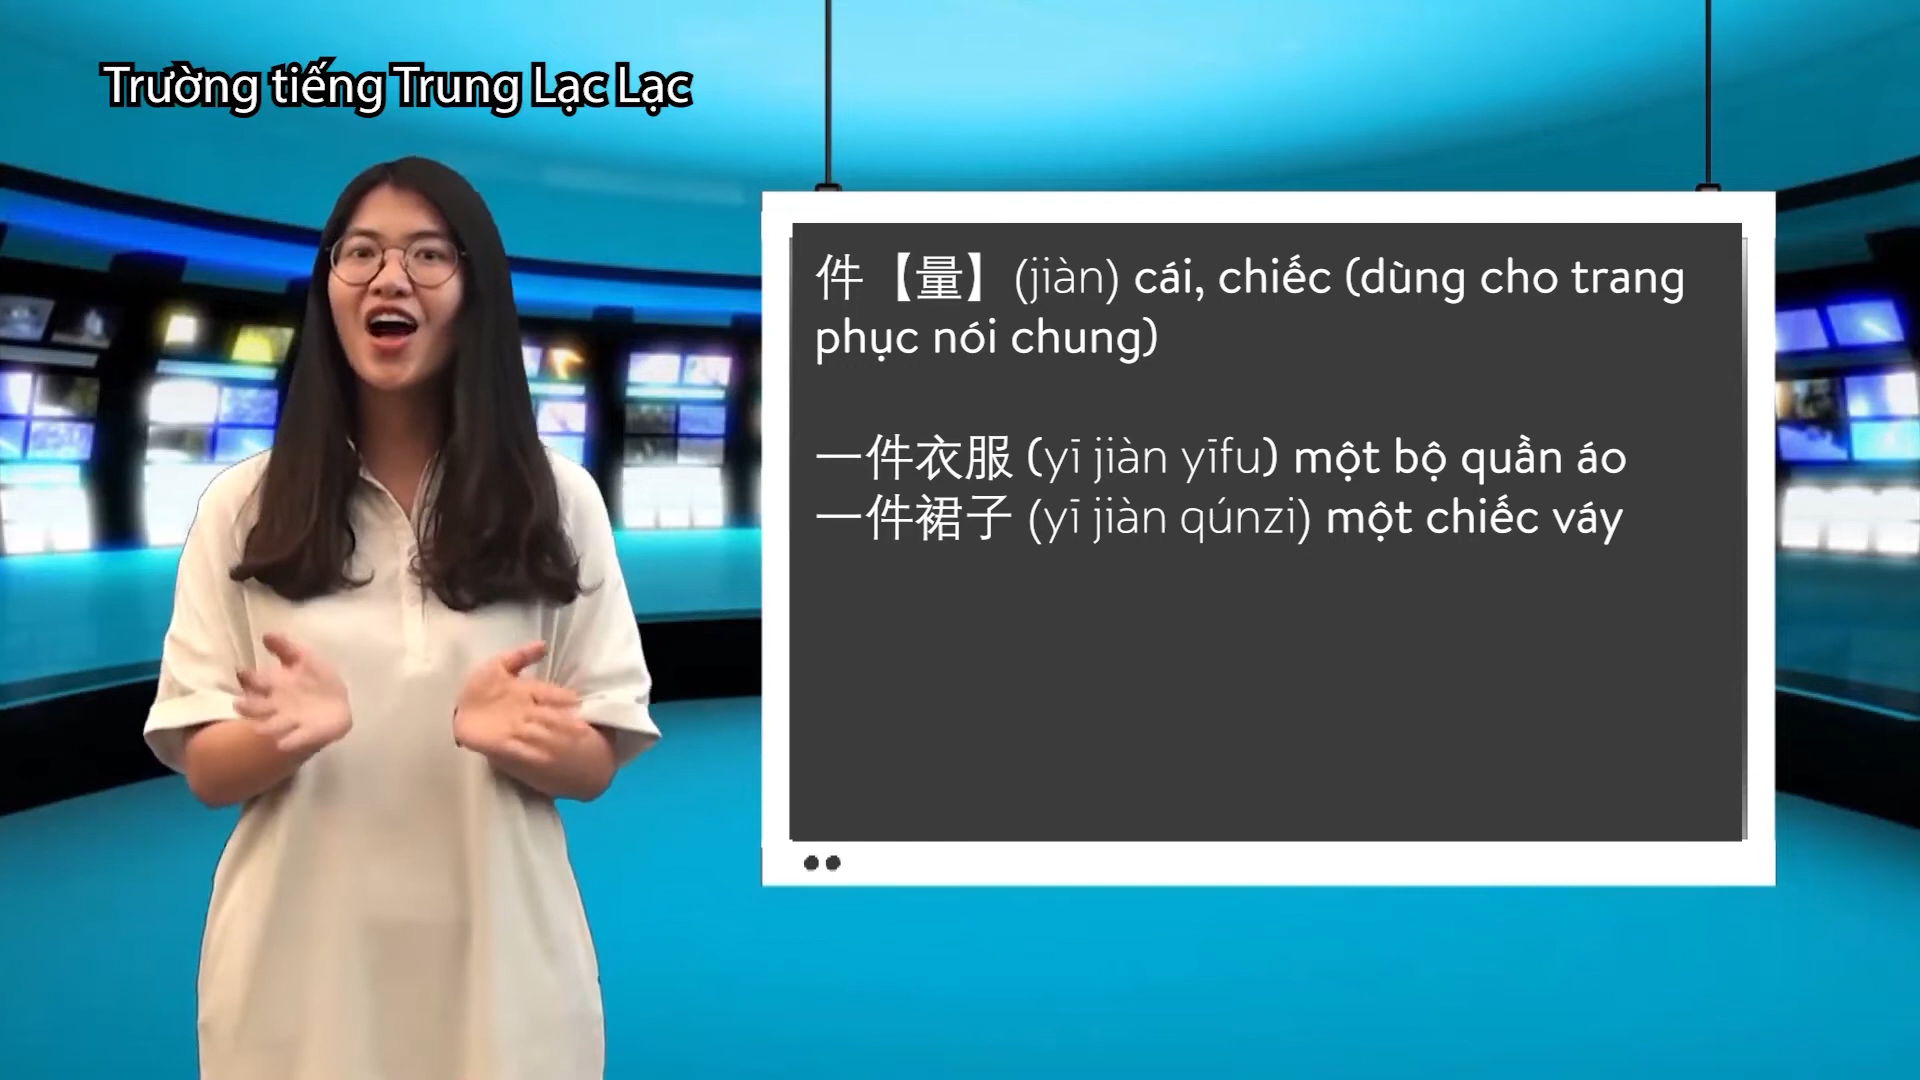 Trường tiếng Trung Lạc Lạc
件【量】(jiàn) cái, chiếc (dùng cho trang
phục nói chung)
一件衣服 (yī jiàn yīfu) một bộ quần áo
一件裙子 (yī jiàn qúnzi) một chiếc váy